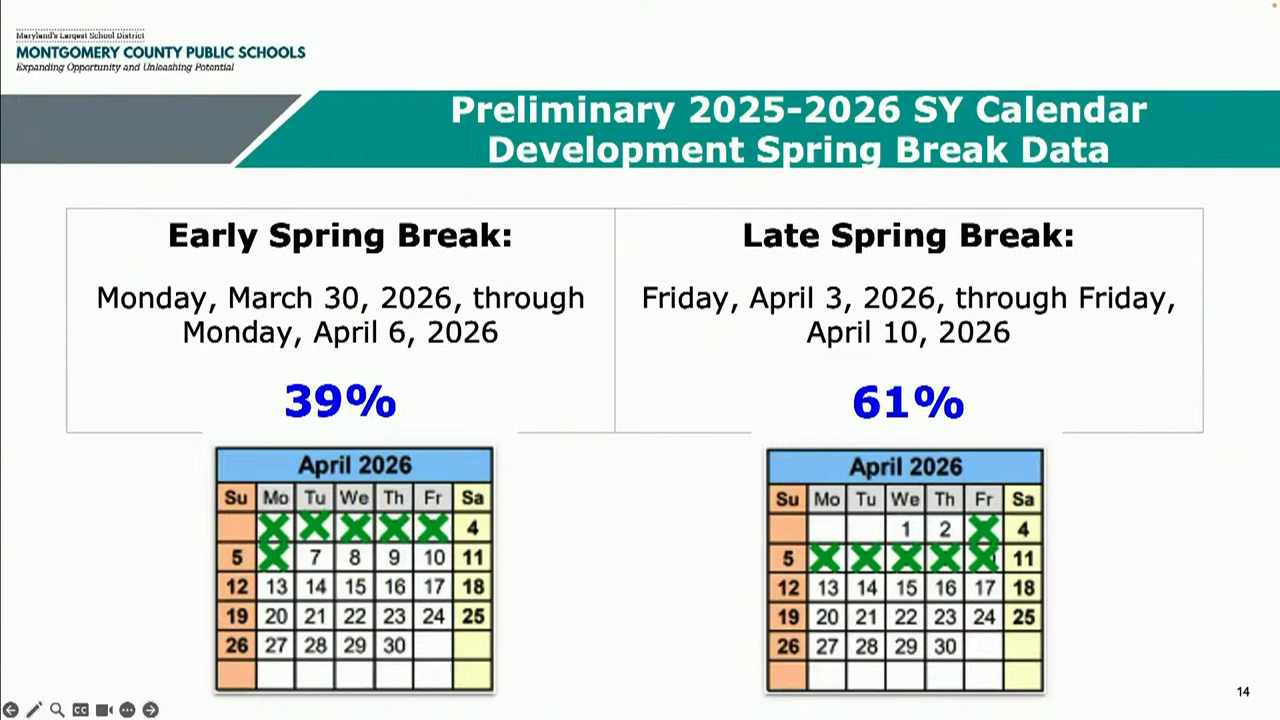 Maryland's Largest School District
MONTGOMERY COUNTY PUBLIC SCHOOLS
Expanding Opportunity and Unleashing Potential
Preliminary 2025-2026 SY Calendar
Development Spring Break Data
Early Spring Break:
Monday, March 30, 2026, through
Monday, April 6, 2026
39%
Late Spring Break:
Friday, April 3, 2026, through Friday,
April 10, 2026
61%
April 2026
Su Mo Tu We Th Fr Sa
4
5 7 8 9 10 11
12 13 14 15 16 17 18
19 20 21 22 23 24 25
26 27 28 29 30
April 2026
Su Mo Tu We Th Fr Sa
1 2 4
5 11
12 13 14 15 16 17 18
19 20 21 22 23 24 25
26 27 28 29 30
14
CC